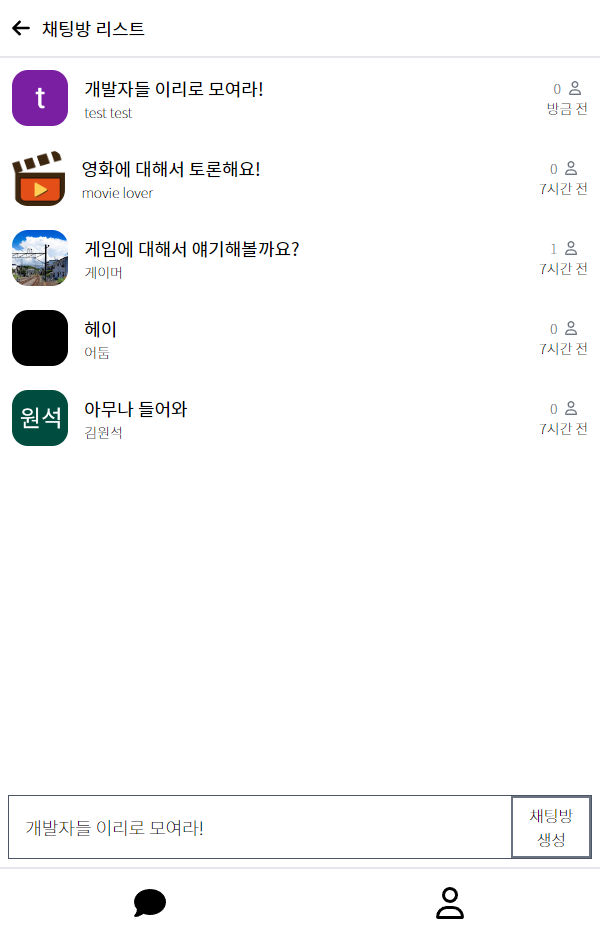 채팅방 리스트
t
개발자들 이리로 모여라!
0
test test
방금 전
영화에 대해서 토론해요!
0
movie lover
7시간 전
게임에 대해서 얘기해볼까요?
1
게이머
7시간 전
헤이
0
어둠
7시간 전
원석
아무나 들어와
0
김원석
7시간 전
개발자들 이리로 모여라!
채팅방
생성